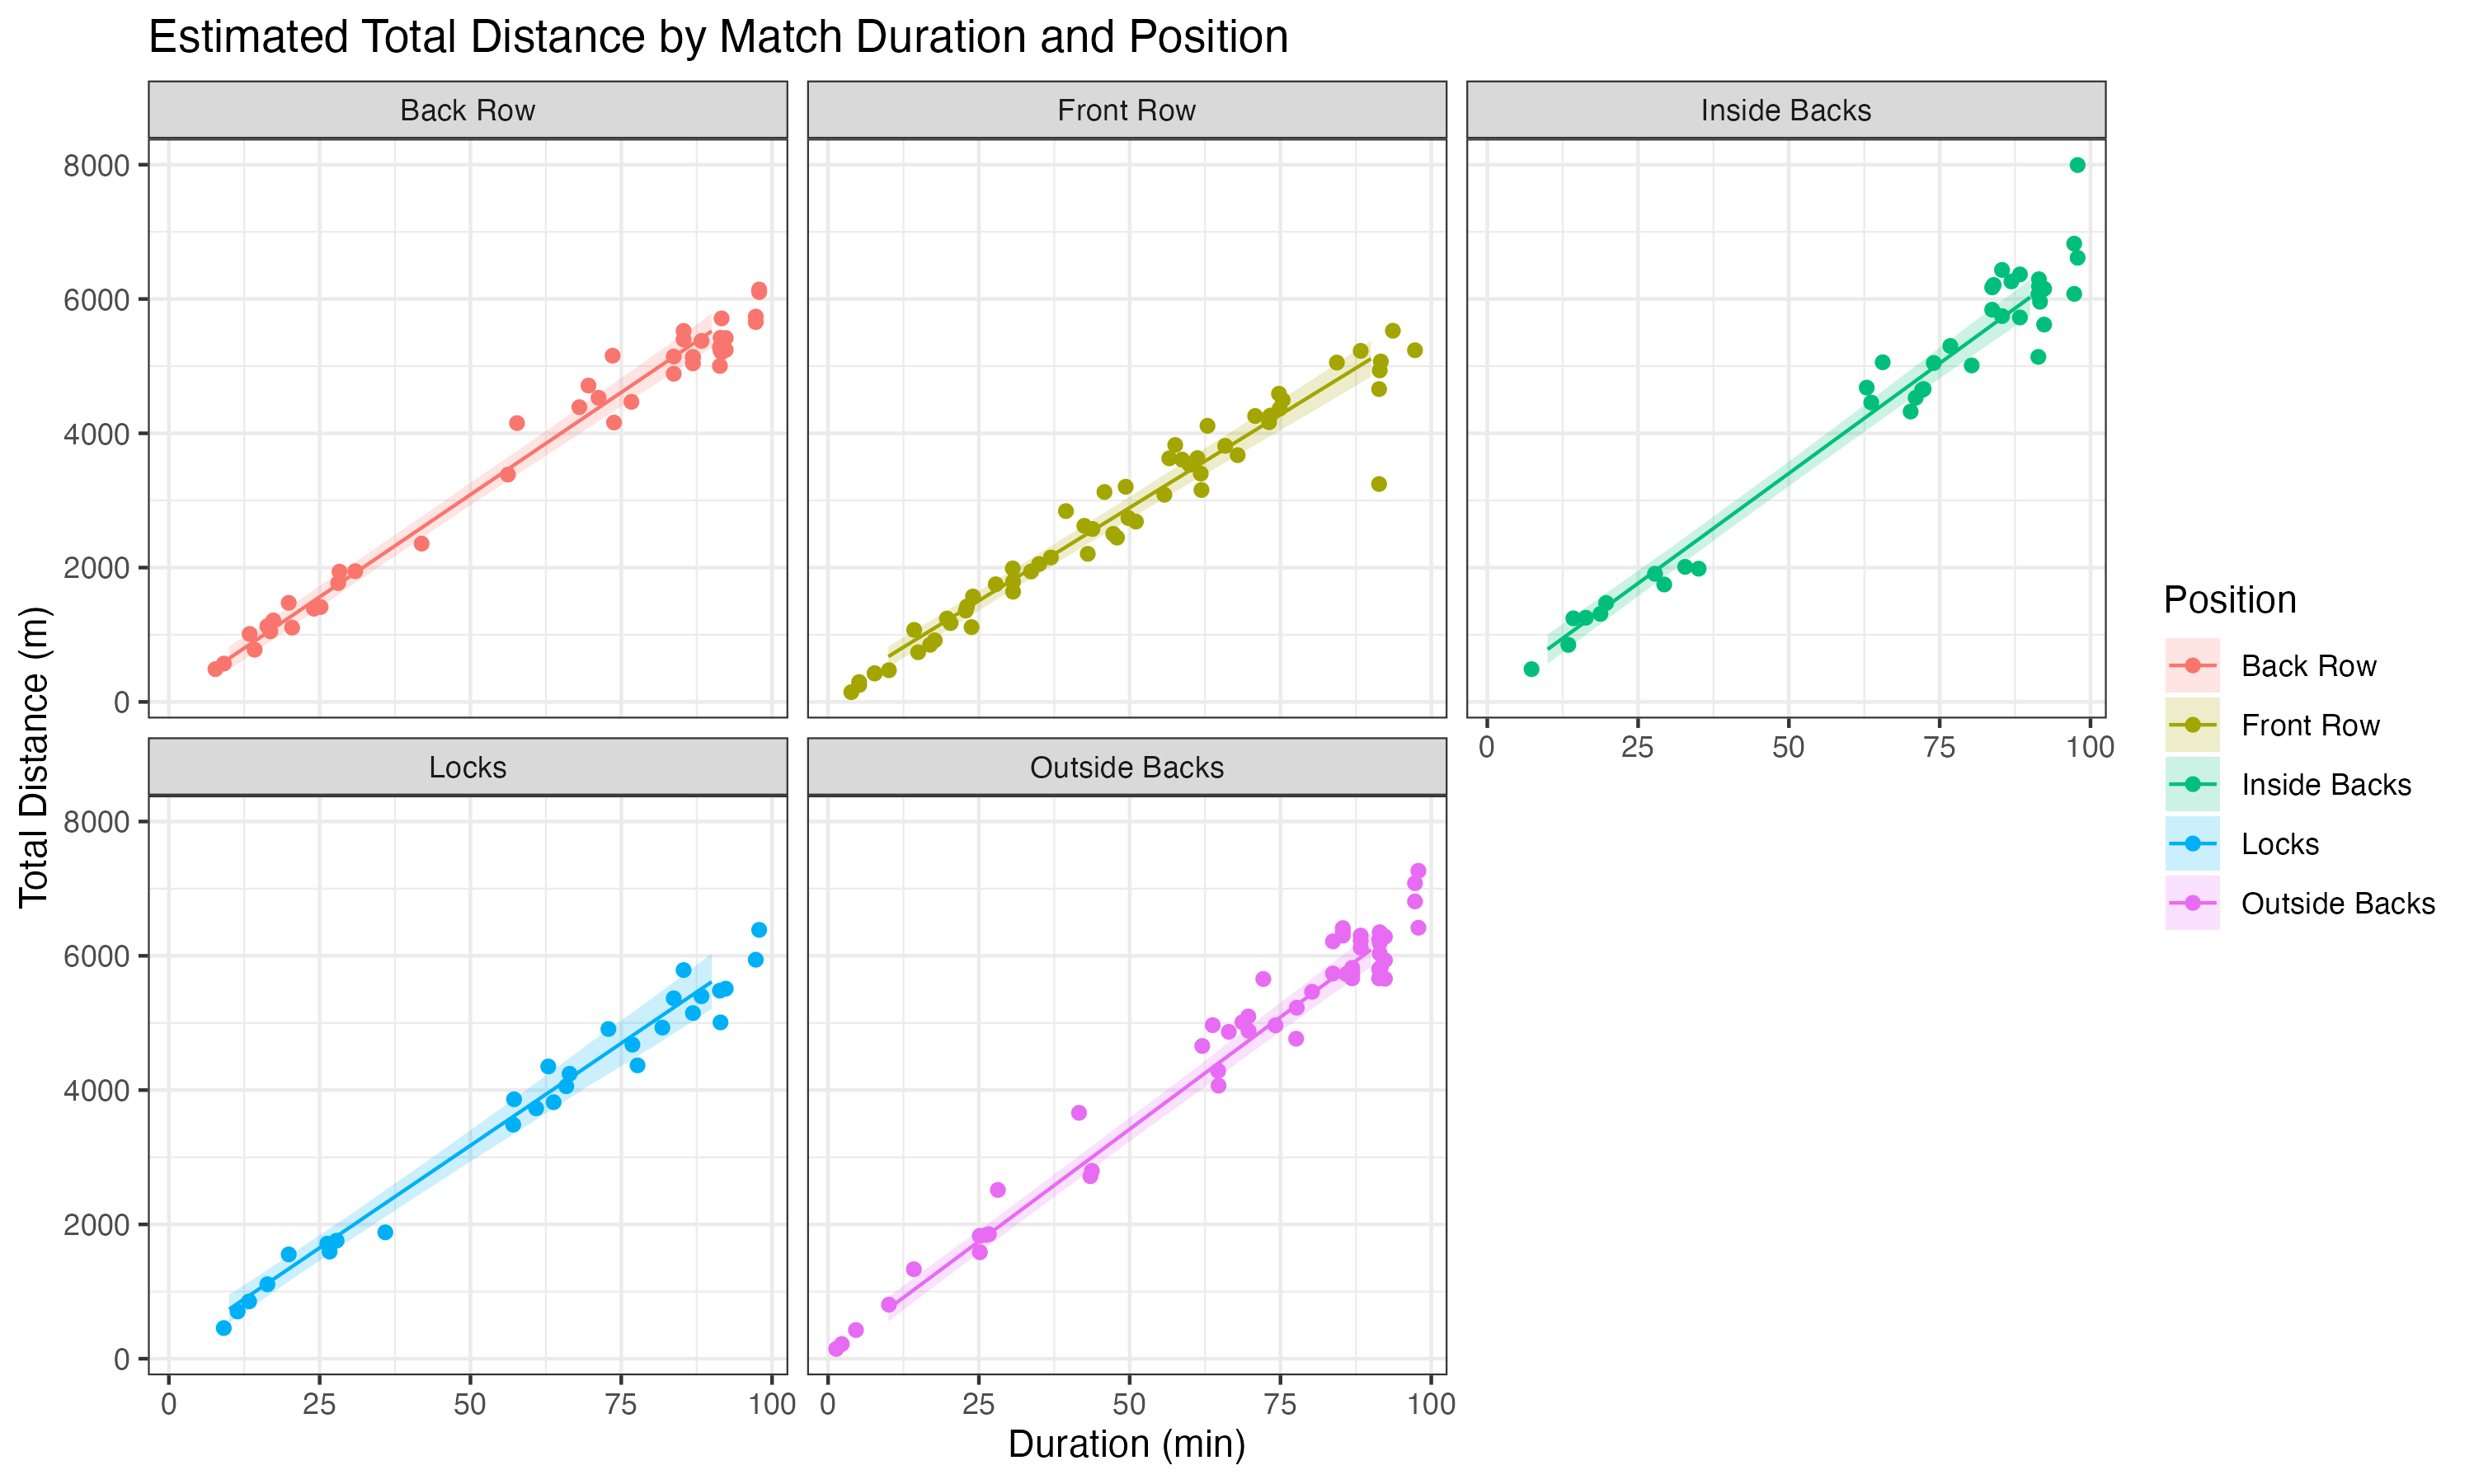 Estimated Total Distance by Match Duration and Position
Back Row
Front Row
Inside Backs
8000
6000
4000
2000
0
0 25 50 75 100
Locks
Outside Backs
8000
6000
4000
2000
0
0 25 50 75 100
0 25 50 75 100
Total Distance (m)
Duration (min)
Position
Back Row
Front Row
Inside Backs
Locks
Outside Backs